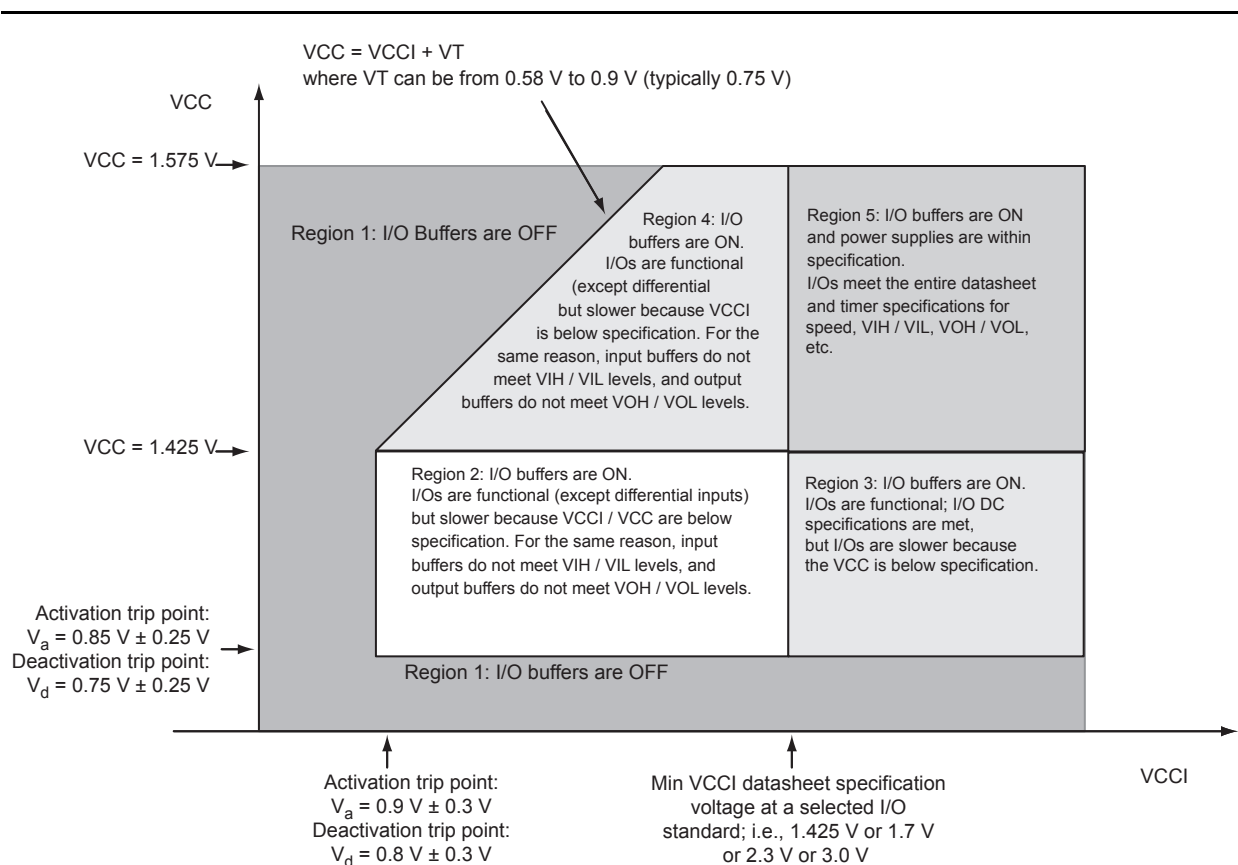 VCC = VCCI + VT
where VT can be from 0.58 V to 0.9 V (typically 0.75 V)
VCC
VCC = 1.575 V
Region 1: I/O Buffers are OFF
Region 4: I/O
buffers are ON.
I/Os are functional
(except differential
but slower because VCCI
is below specification. For the
same reason, input buffers do not
meet VIH / VIL levels, and output
buffers do not meet VOH / VOL levels.
Region 5: I/O buffers are ON
and power supplies are within
specification.
I/Os meet the entire datasheet
and timer specifications for
speed, VIH / VIL, VOH / VOL,
etc.
VCC = 1.425 V
Region 2: I/O buffers are ON.
I/Os are functional (except differential inputs)
but slower because VCCI / VCC are below
specification. For the same reason, input
buffers do not meet VIH / VIL levels, and
output buffers do not meet VOH / VOL levels.
Region 3: I/O buffers are ON.
I/Os are functional; I/O DC
specifications are met,
but I/Os are slower because
the VCC is below specification.
Activation trip point:
Va = 0.85 V ± 0.25 V
Deactivation trip point:
Vd = 0.75 V ± 0.25 V
Region 1: I/O buffers are OFF
Activation trip point:
Va = 0.9 V ± 0.3 V
Deactivation trip point:
Vd = 0.8 V ± 0.3 V
Min VCCI datasheet specification
voltage at a selected I/O
standard; i.e., 1.425 V or 1.7 V
or 2.3 V or 3.0 V
VCCI